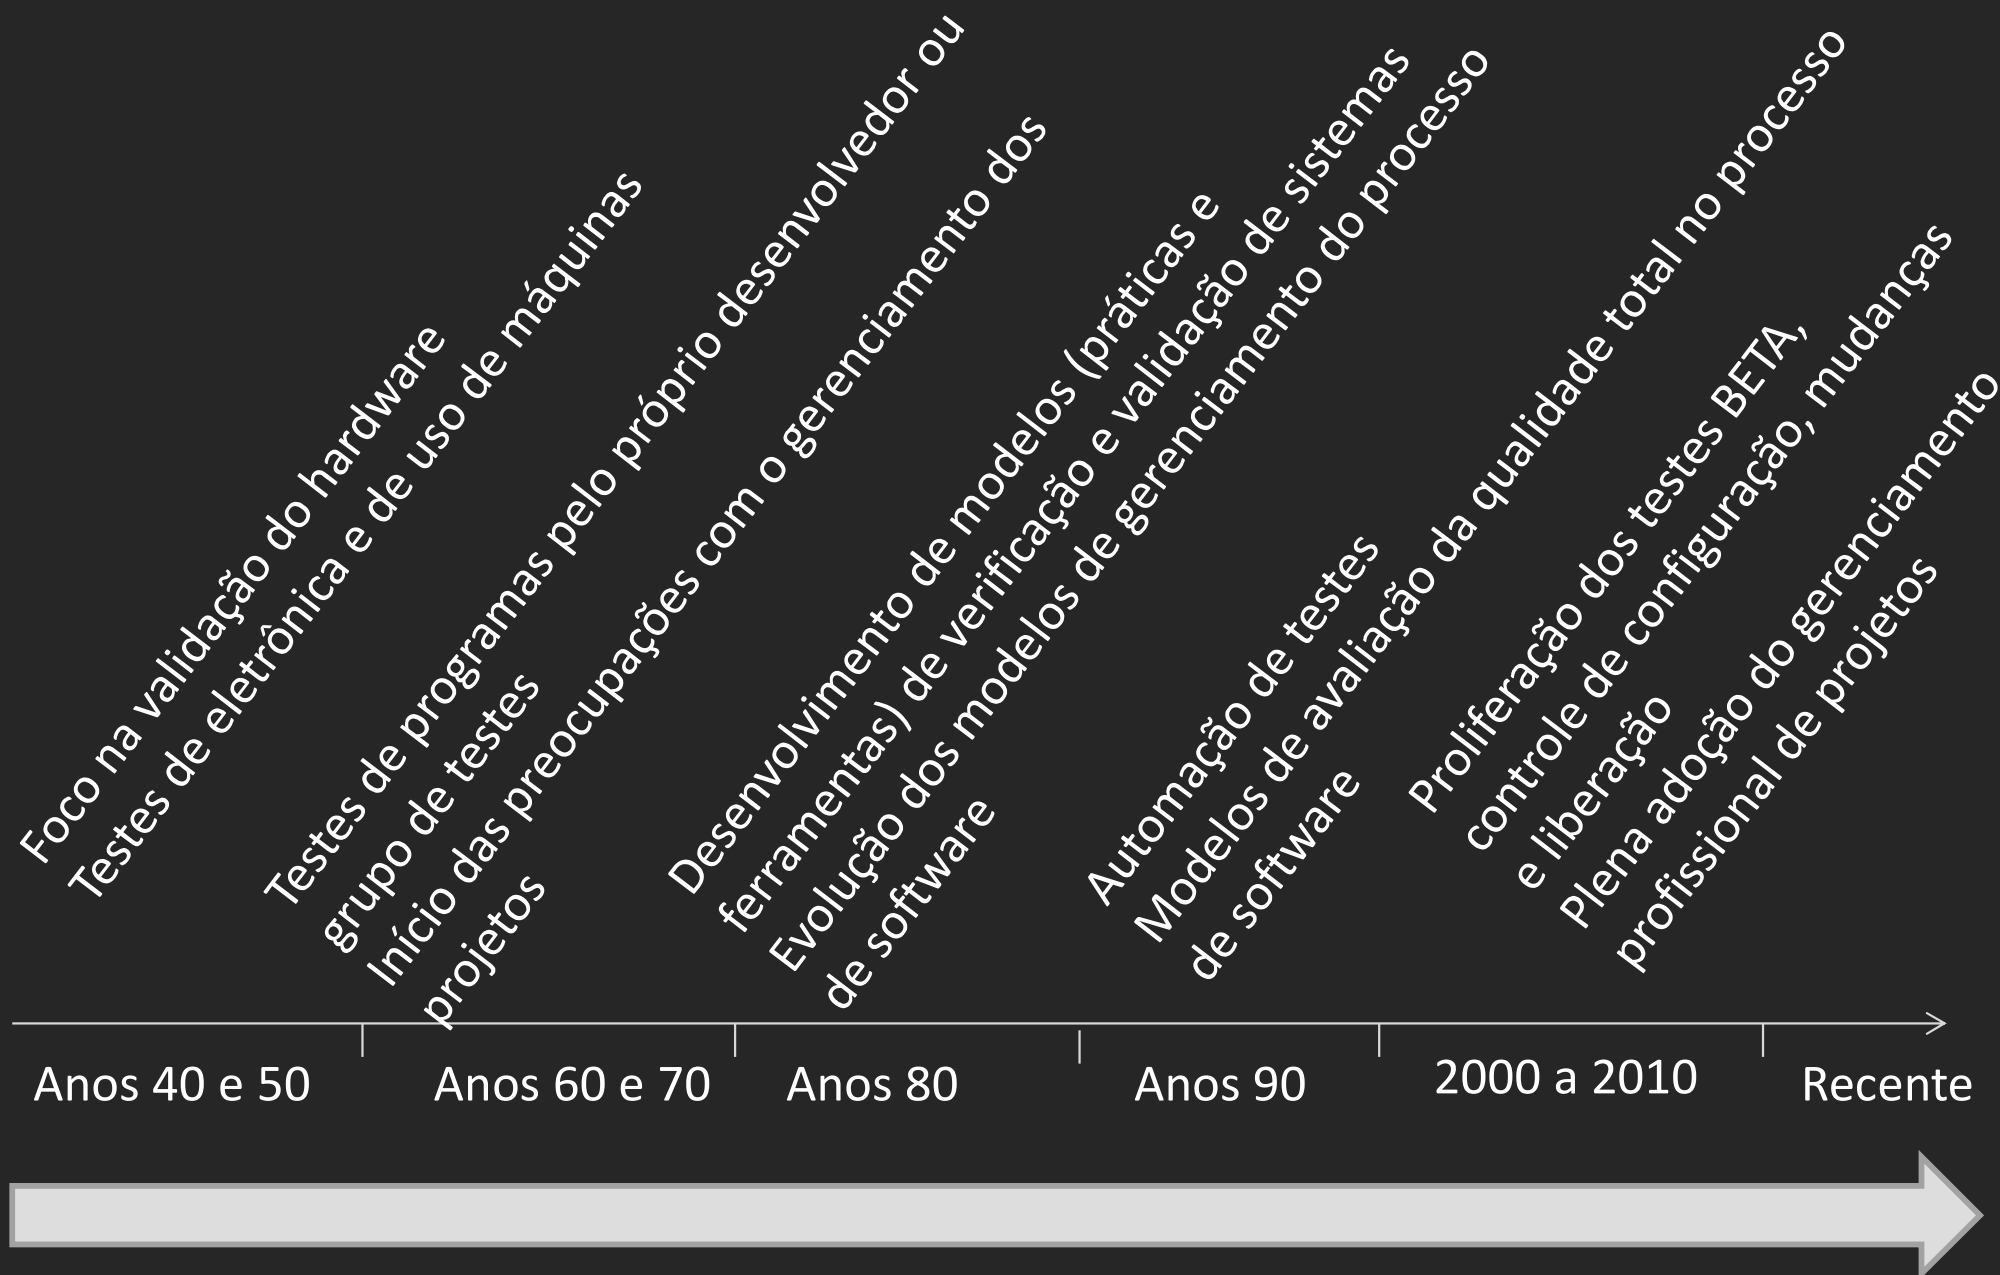 Foco na validação do hardware
Testes de eletrônica e de uso de máquinas
Testes de programas pelo próprio desenvolvedor ou
grupo de testes
Início das preocupações com o gerenciamento dos
projetos
Desenvolvimento de modelos (práticas e
ferramentas) de verificação e validação de sistemas
Evolução dos modelos de gerenciamento do processo
de software
Automação de testes
Modelos de avaliação da qualidade total no processo
de software
Proliferação dos testes BETA,
controle de configuração, mudanças
e liberação
Plena adoção do gerenciamento
profissional de projetos
Anos 40 e 50
Anos 60 e 70
Anos 80
Anos 90
2000 a 2010
Recente